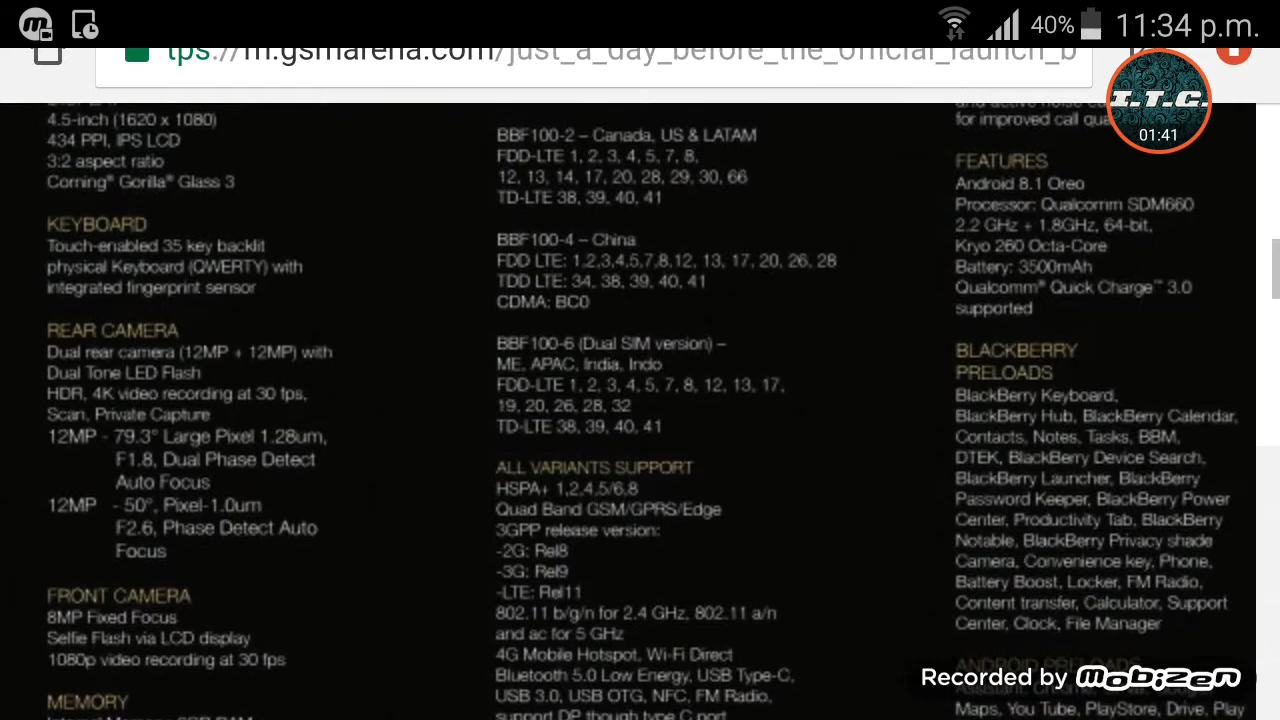 40% 11:34 p.m.
tps://m.gsmarena.com/just_a_day_before_the_official_launch_b
I.T.C.
01:41
4.5-inch (1620 x 1080)
434 PPI, IPS LCD
3:2 aspect ratio
Corning® Gorilla® Glass 3
KEYBOARD
Touch-enabled 35 key backlit
physical Keyboard (QWERTY) with
integrated fingerprint sensor
REAR CAMERA
Dual rear camera (12MP + 12MP) with
Dual Tone LED Flash
HDR, 4K video recording at 30 fps,
Scan, Private Capture
12MP - 79.3° Large Pixel 1.28um,
F1.8, Dual Phase Detect
Auto Focus
12MP - 50°, Pixel-1.0um
F2.6, Phase Detect Auto
Focus
FRONT CAMERA
8MP Fixed Focus
Selfie Flash via LCD display
1080p video recording at 30 fps
MEMORY
BBF100-2 – Canada, US & LATAM
FDD-LTE 1, 2, 3, 4, 5, 7, 8,
12, 13, 14, 17, 20, 28, 29, 30, 66
TD-LTE 38, 39, 40, 41
BBF100-4 – China
FDD LTE: 1,2,3,4,5,7,8,12, 13, 17, 20, 26, 28
TDD LTE: 34, 38, 39, 40, 41
CDMA: BC0
BBF100-6 (Dual SIM version) –
ME, APAC, India, Indo
FDD-LTE 1, 2, 3, 4, 5, 7, 8, 12, 13, 17,
19, 20, 26, 28, 32
TD-LTE 38, 39, 40, 41
ALL VARIANTS SUPPORT
HSPA+ 1,2,4,5/6,8
Quad Band GSM/GPRS/Edge
3GPP release version:
-2G: Rel8
-3G: Rel9
-LTE: Rel11
802.11 b/g/n for 2.4 GHz, 802.11 a/n
and ac for 5 GHz
4G Mobile Hotspot, Wi-Fi Direct
Bluetooth 5.0 Low Energy, USB Type-C,
USB 3.0, USB OTG, NFC, FM Radio,
support DP though type C port
and active noise
for improved call
FEATURES
Android 8.1 Oreo
Processor: Qualcomm SDM660
2.2 GHz + 1.8GHz, 64-bit,
Kryo 260 Octa-Core
Battery: 3500mAh
Qualcomm® Quick Charge™ 3.0
supported
BLACKBERRY
PRELOADS
BlackBerry Keyboard,
BlackBerry Hub, BlackBerry Calendar,
Contacts, Notes, Tasks, BBM,
DTEK, BlackBerry Device Search,
BlackBerry Launcher, BlackBerry
Password Keeper, BlackBerry Power
Center, Productivity Tab, BlackBerry
Notable, BlackBerry Privacy shade
Camera, Convenience key, Phone,
Battery Boost, Locker, FM Radio,
Content transfer, Calculator, Support
Center, Clock, File Manager
ANDROID PRELOADS
Maps, You Tube, PlayStore, Drive, Play
Recorded by mobizen